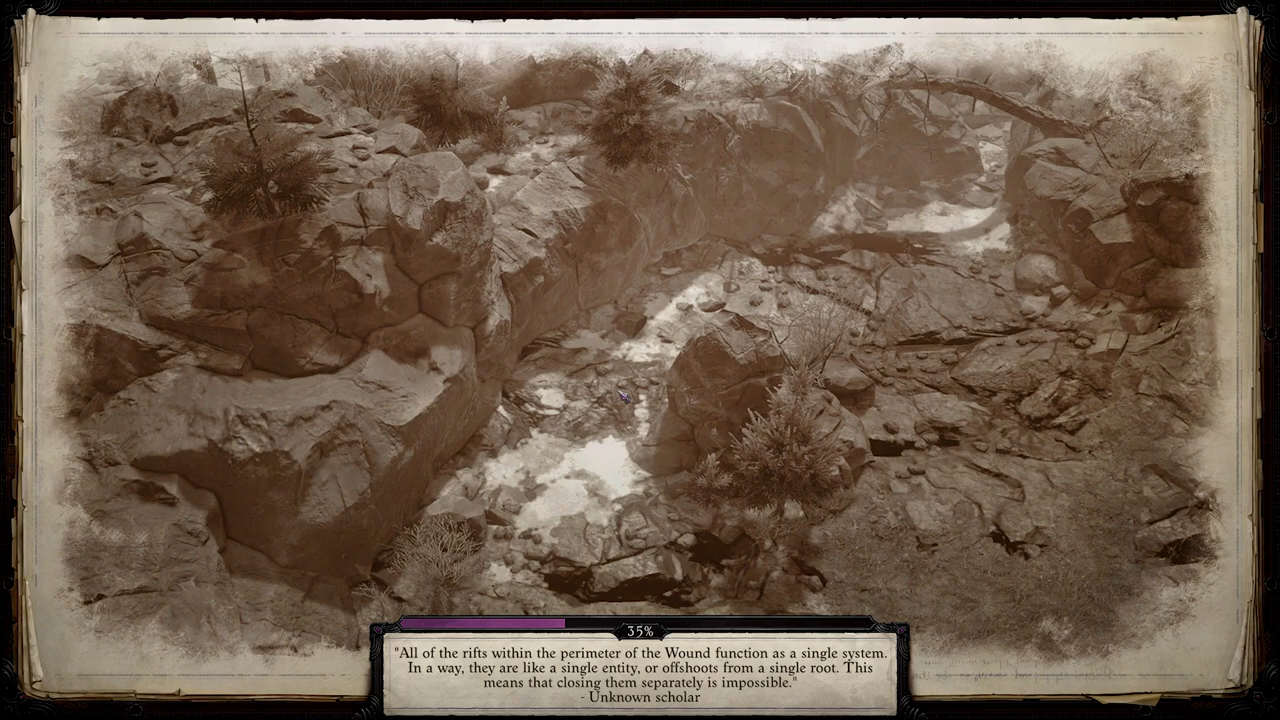 35%
"All of the rifts within the perimeter of the Wound function as a single system.
In a way, they are like a single entity, or offshoots from a single root. This
means that closing them separately is impossible."
- Unknown scholar